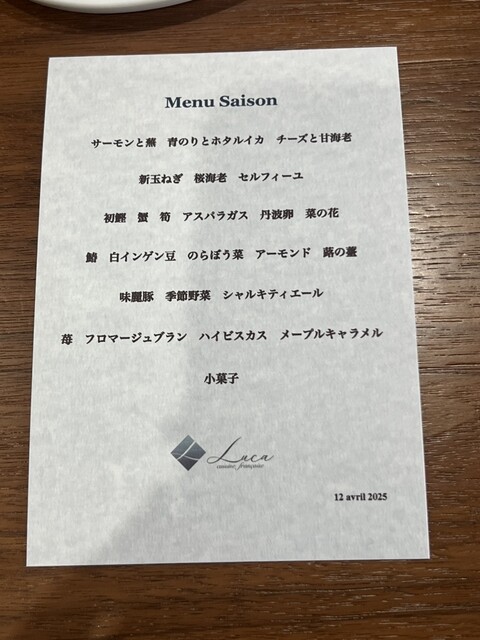 Menu Saison
サーモンと蕪 青のりとホタルイカ チーズと甘海老
新玉ねぎ 桜海老 セルフィーユ
初鰹 蟹 筍 アスパラガス 丹波卵 菜の花
鰆 白インゲン豆 のらぼう菜 アーモンド 蕗の薹
味麗豚 季節野菜 シャルキティエール
苺 フロマージュブラン ハイビスカス メープルキャラメル
小菓子
Luca
cuisine française
12 avril 2025